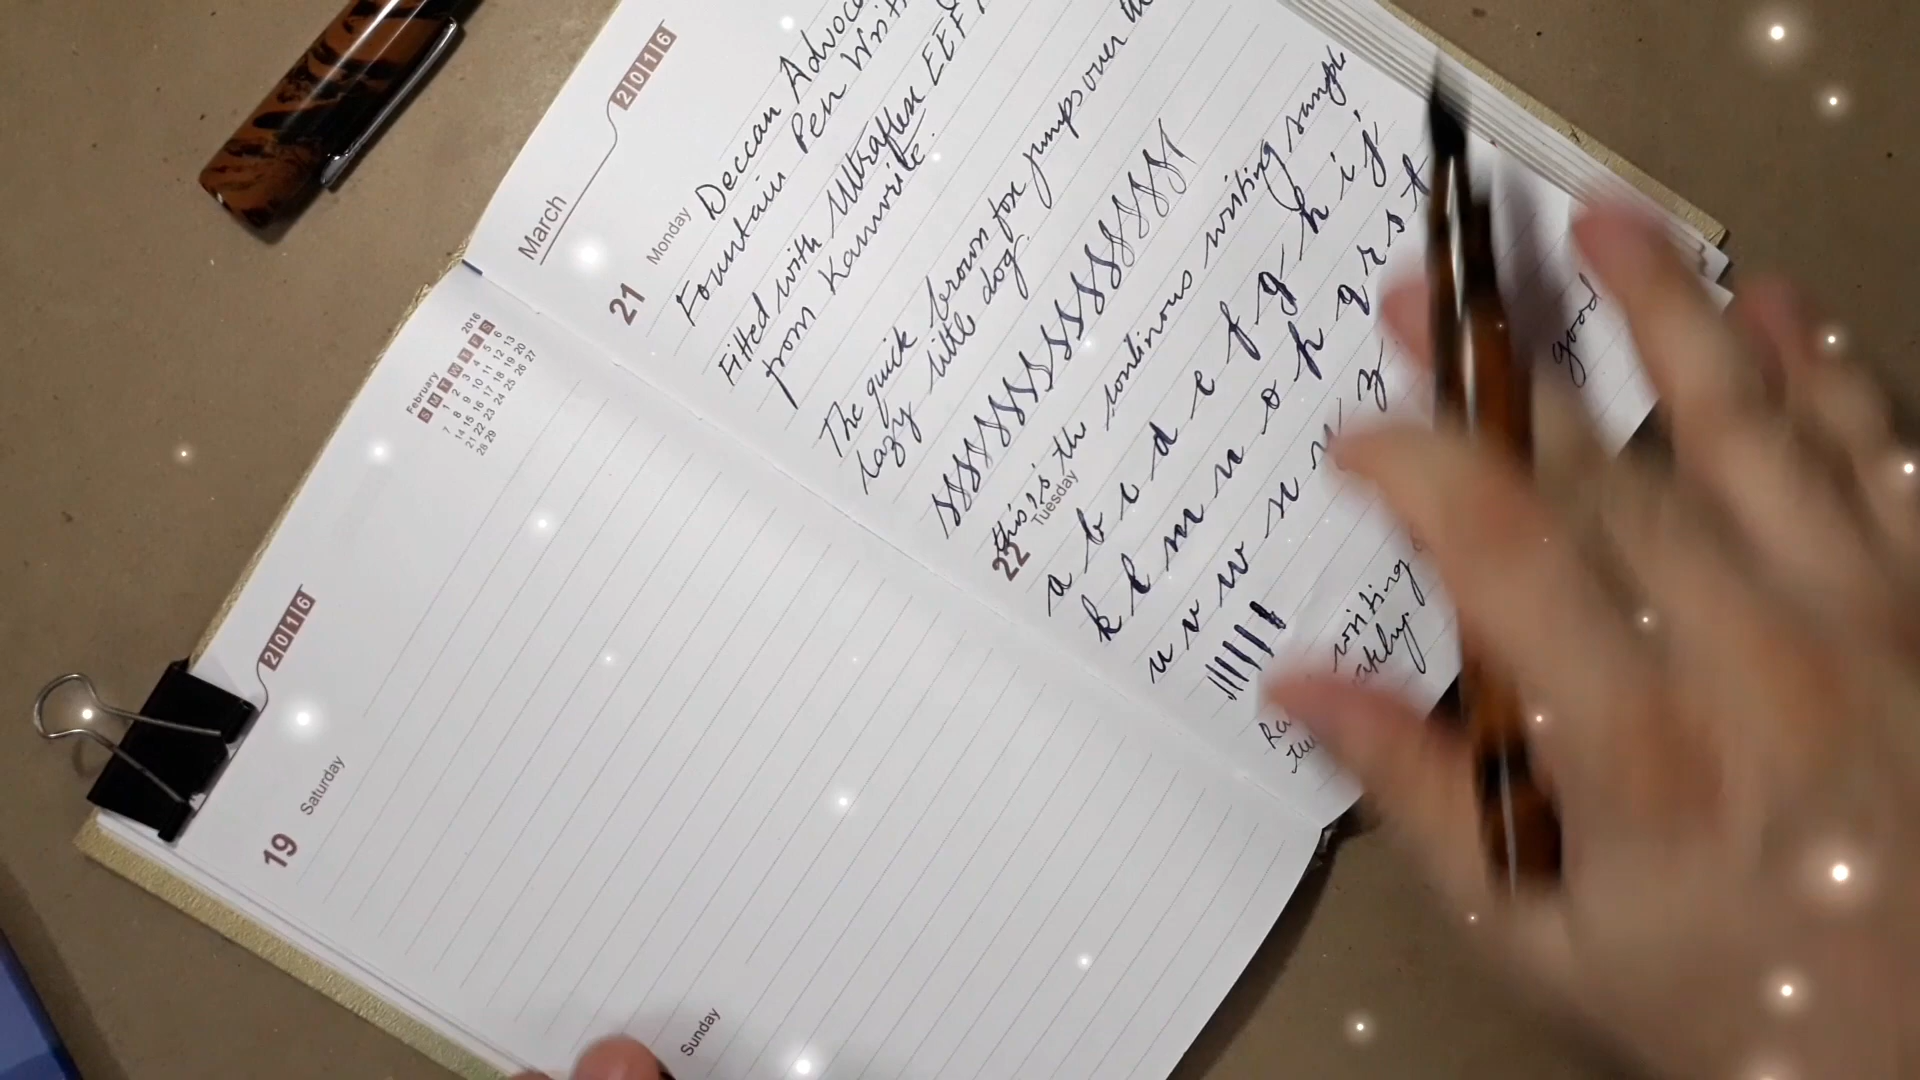 February 2016
S M T W T F S
1 2 3 4 5 6
7 8 9 10 11 12 13
14 15 16 17 18 19 20
21 22 23 24 25 26 27
28 29
2016
19 Saturday
Sunday
March
2016
21 Monday
Deccan
Fountain Pen
Fitted with Ultraflex EEF
from Kanwrite.
The quick brown fox jumps over the
lazy little dog.
this is the continous writing sample
22 Tuesday
a b c d e f g h i j
k l m n o p q r s t
u v w x y z
good
writing